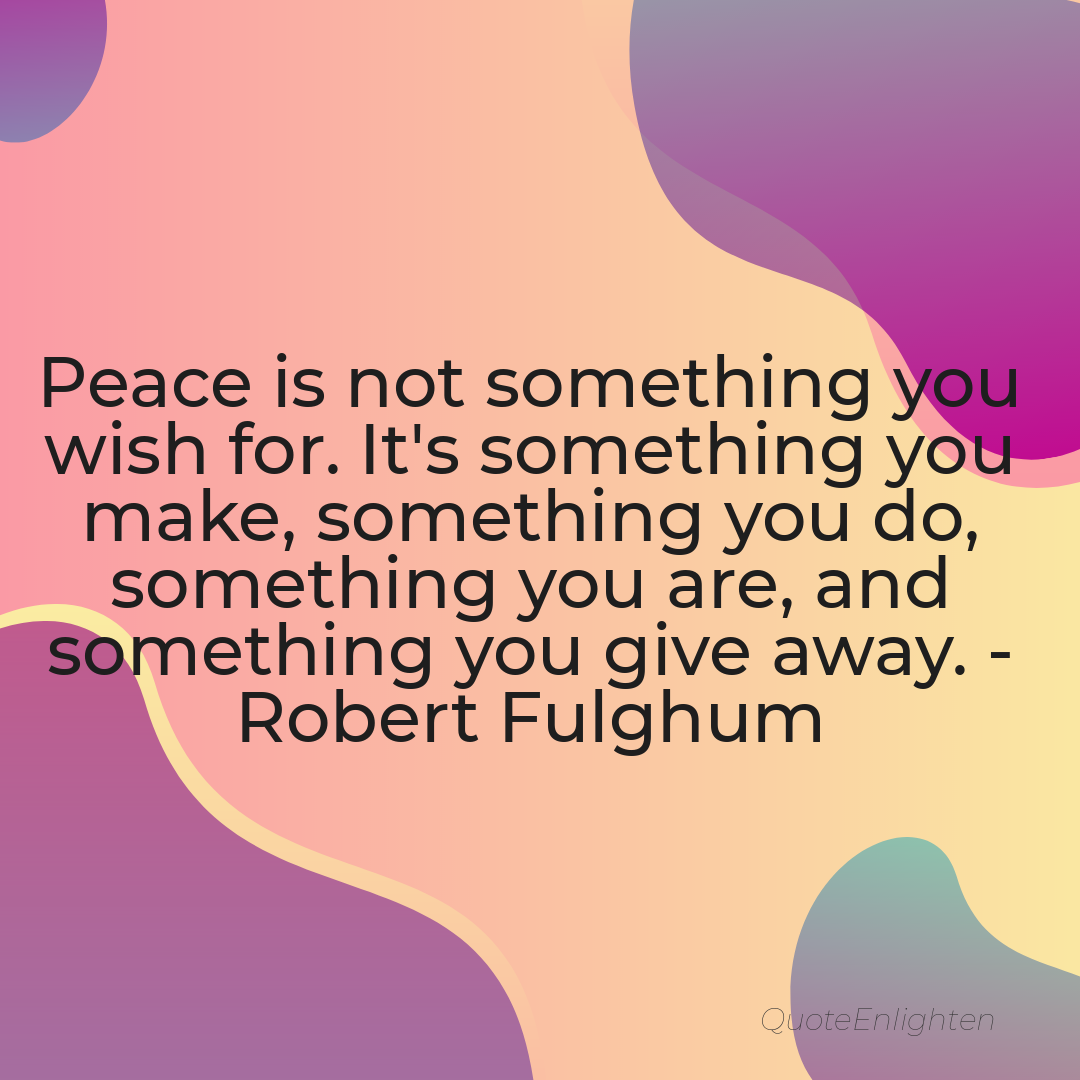 Peace is not something you
wish for. It's something you
make, something you do,
something you are, and
something you give away. -
Robert Fulghum
QuoteEnlighten